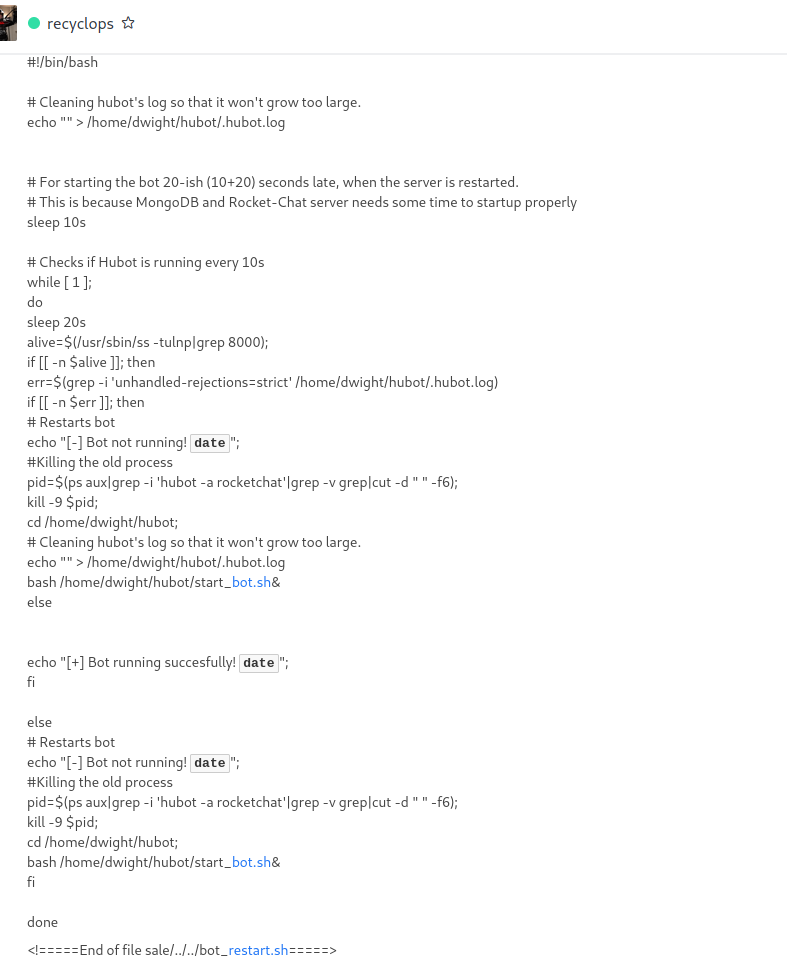 recyclops
#!/bin/bash
# Cleaning hubot's log so that it won't grow too large.
echo "" > /home/dwight/hubot/.hubot.log
# For starting the bot 20-ish (10+20) seconds late, when the server is restarted.
# This is because MongoDB and Rocket-Chat server needs some time to startup properly
sleep 10s
# Checks if Hubot is running every 10s
while [ 1 ];
do
sleep 20s
alive=$(/usr/sbin/ss -tulnp|grep 8000);
if [[ -n $alive ]]; then
err=$(grep -i 'unhandled-rejections=strict' /home/dwight/hubot/.hubot.log)
if [[ -n $err ]]; then
# Restarts bot
echo "[-] Bot not running! date";
#Killing the old process
pid=$(ps aux|grep -i 'hubot -a rocketchat'|grep -v grep|cut -d " " -f6);
kill -9 $pid;
cd /home/dwight/hubot;
# Cleaning hubot's log so that it won't grow too large.
echo "" > /home/dwight/hubot/.hubot.log
bash /home/dwight/hubot/start_bot.sh&
else
echo "[+] Bot running succesfully! date";
fi
else
# Restarts bot
echo "[-] Bot not running! date";
#Killing the old process
pid=$(ps aux|grep -i 'hubot -a rocketchat'|grep -v grep|cut -d " " -f6);
kill -9 $pid;
cd /home/dwight/hubot;
bash /home/dwight/hubot/start_bot.sh&
fi
done
<!=====End of file sale/../../bot_restart.sh=====>